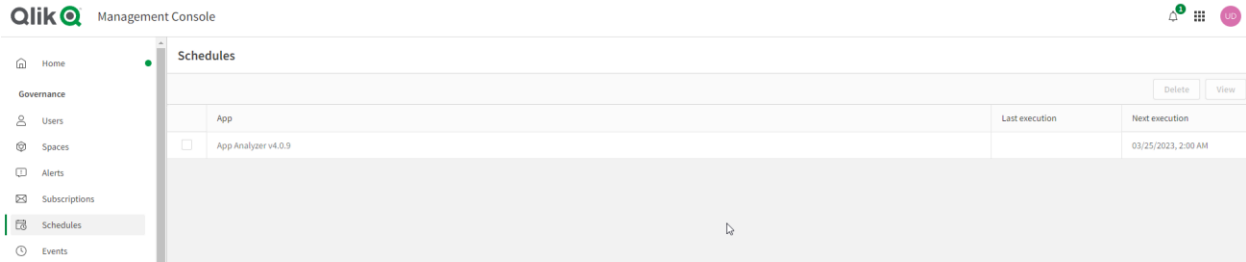 Qlik Management Console
1
UD
Home
Governance
Users
Spaces
Alerts
Subscriptions
Schedules
Events
Schedules
Delete View
App Last execution Next execution
App Analyzer v4.0.9 03/25/2023, 2:00 AM